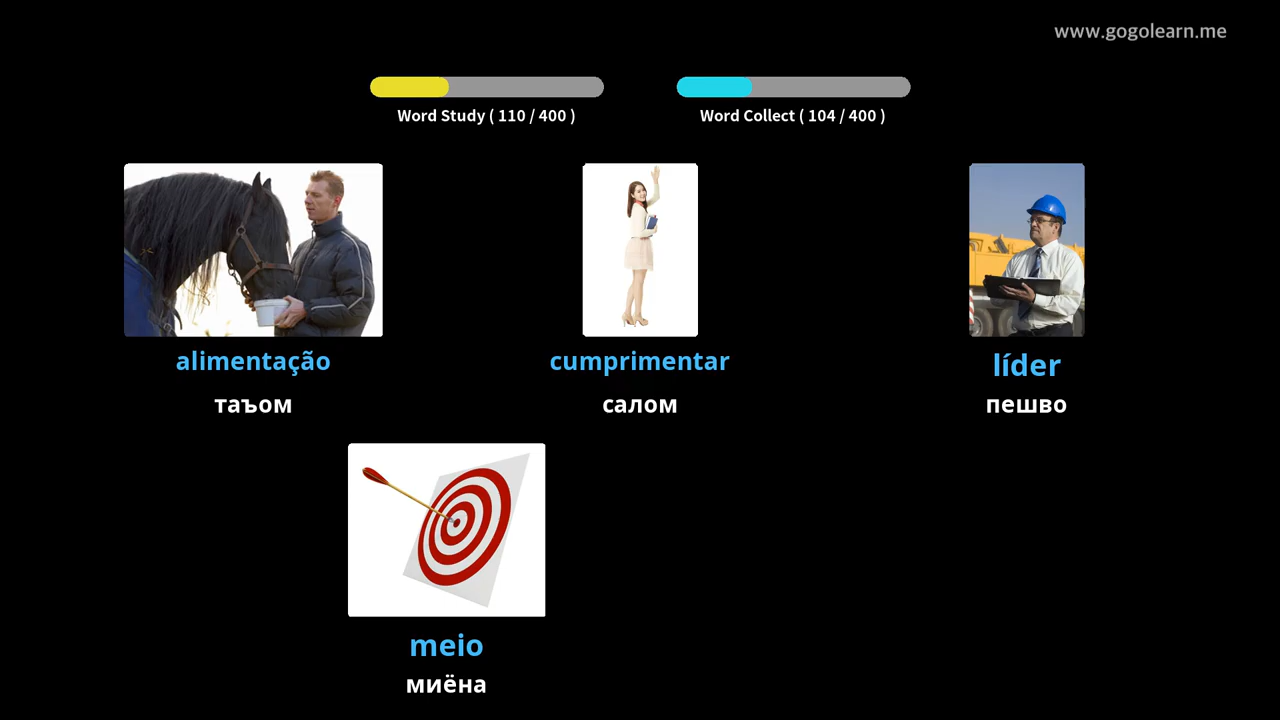 www.gogolearn.me
Word Study ( 110 / 400 )
Word Collect ( 104 / 400 )
alimentação
таъом
cumprimentar
салом
líder
пешво
meio
миёна